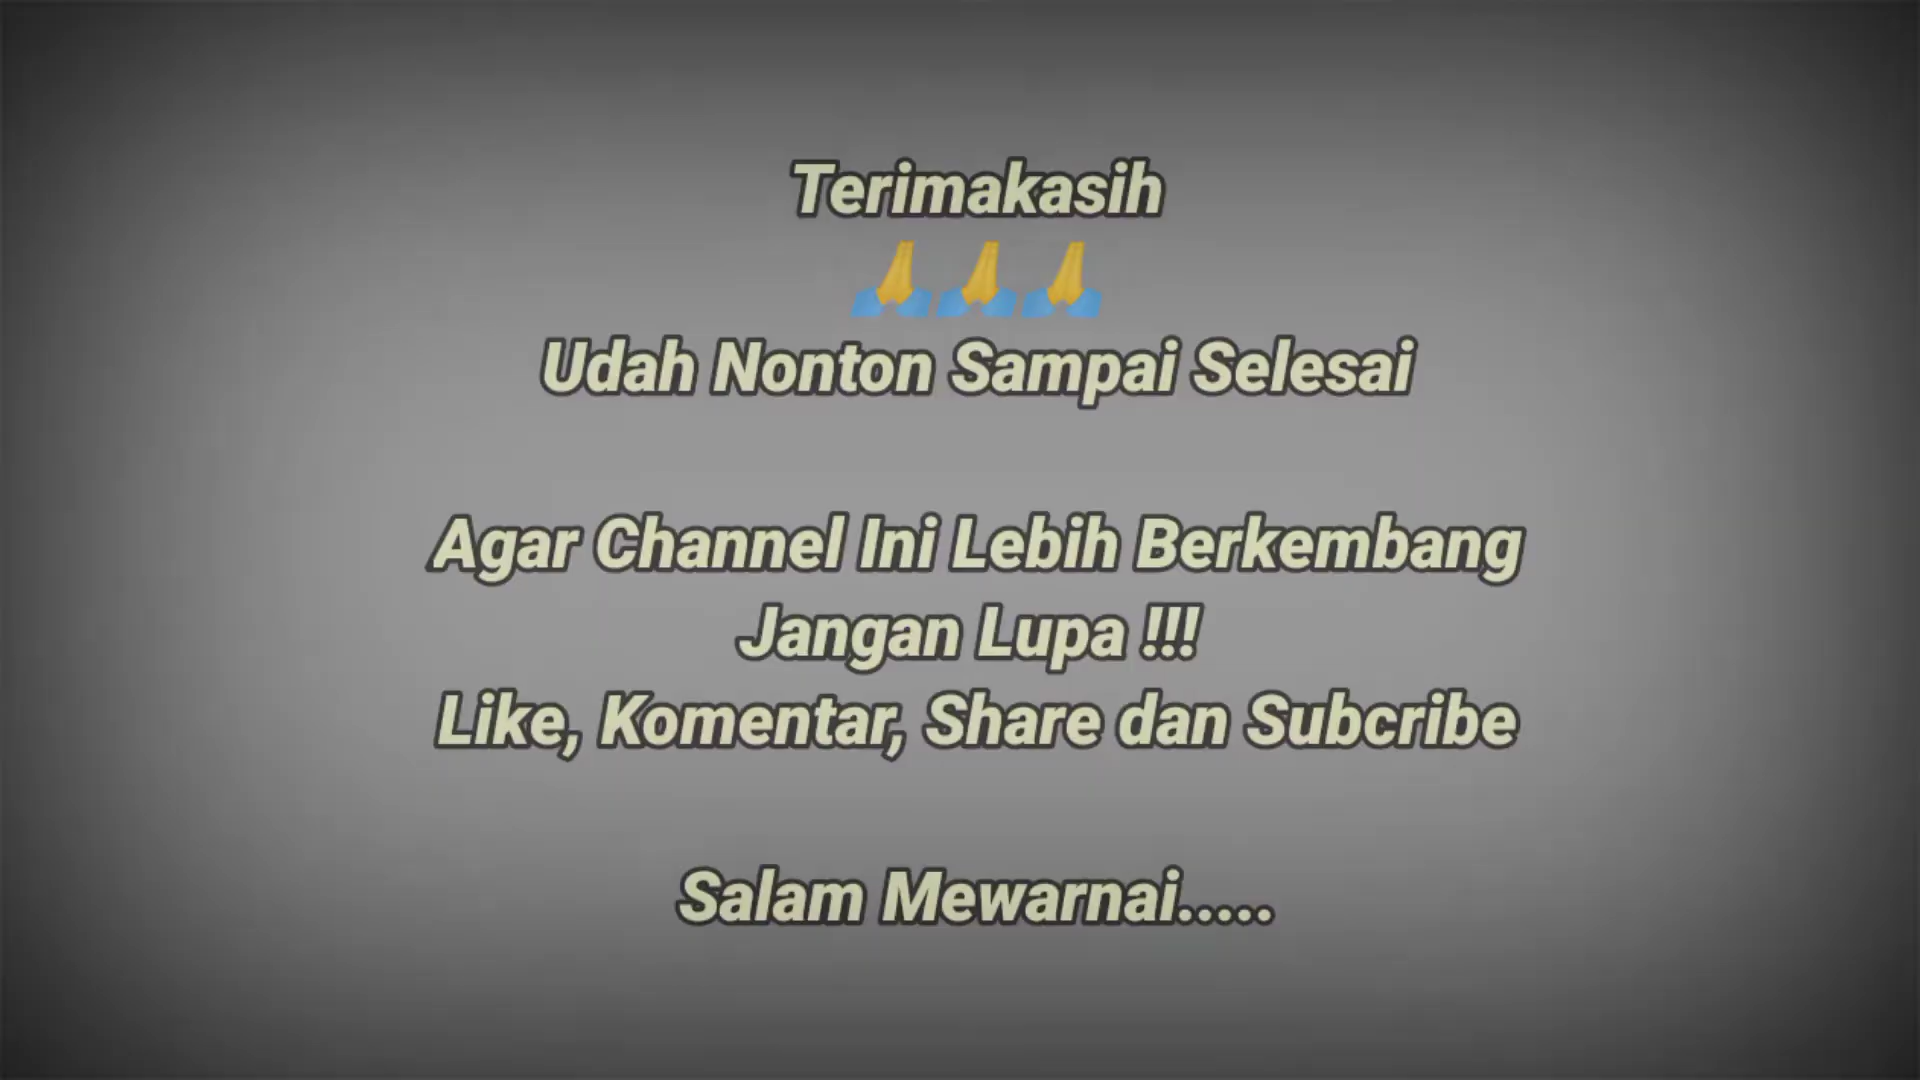 Terimakasih
🙏🙏🙏
Udah Nonton Sampai Selesai
Agar Channel Ini Lebih Berkembang
Jangan Lupa !!!
Like, Komentar, Share dan Subcribe
Salam Mewarnai.....